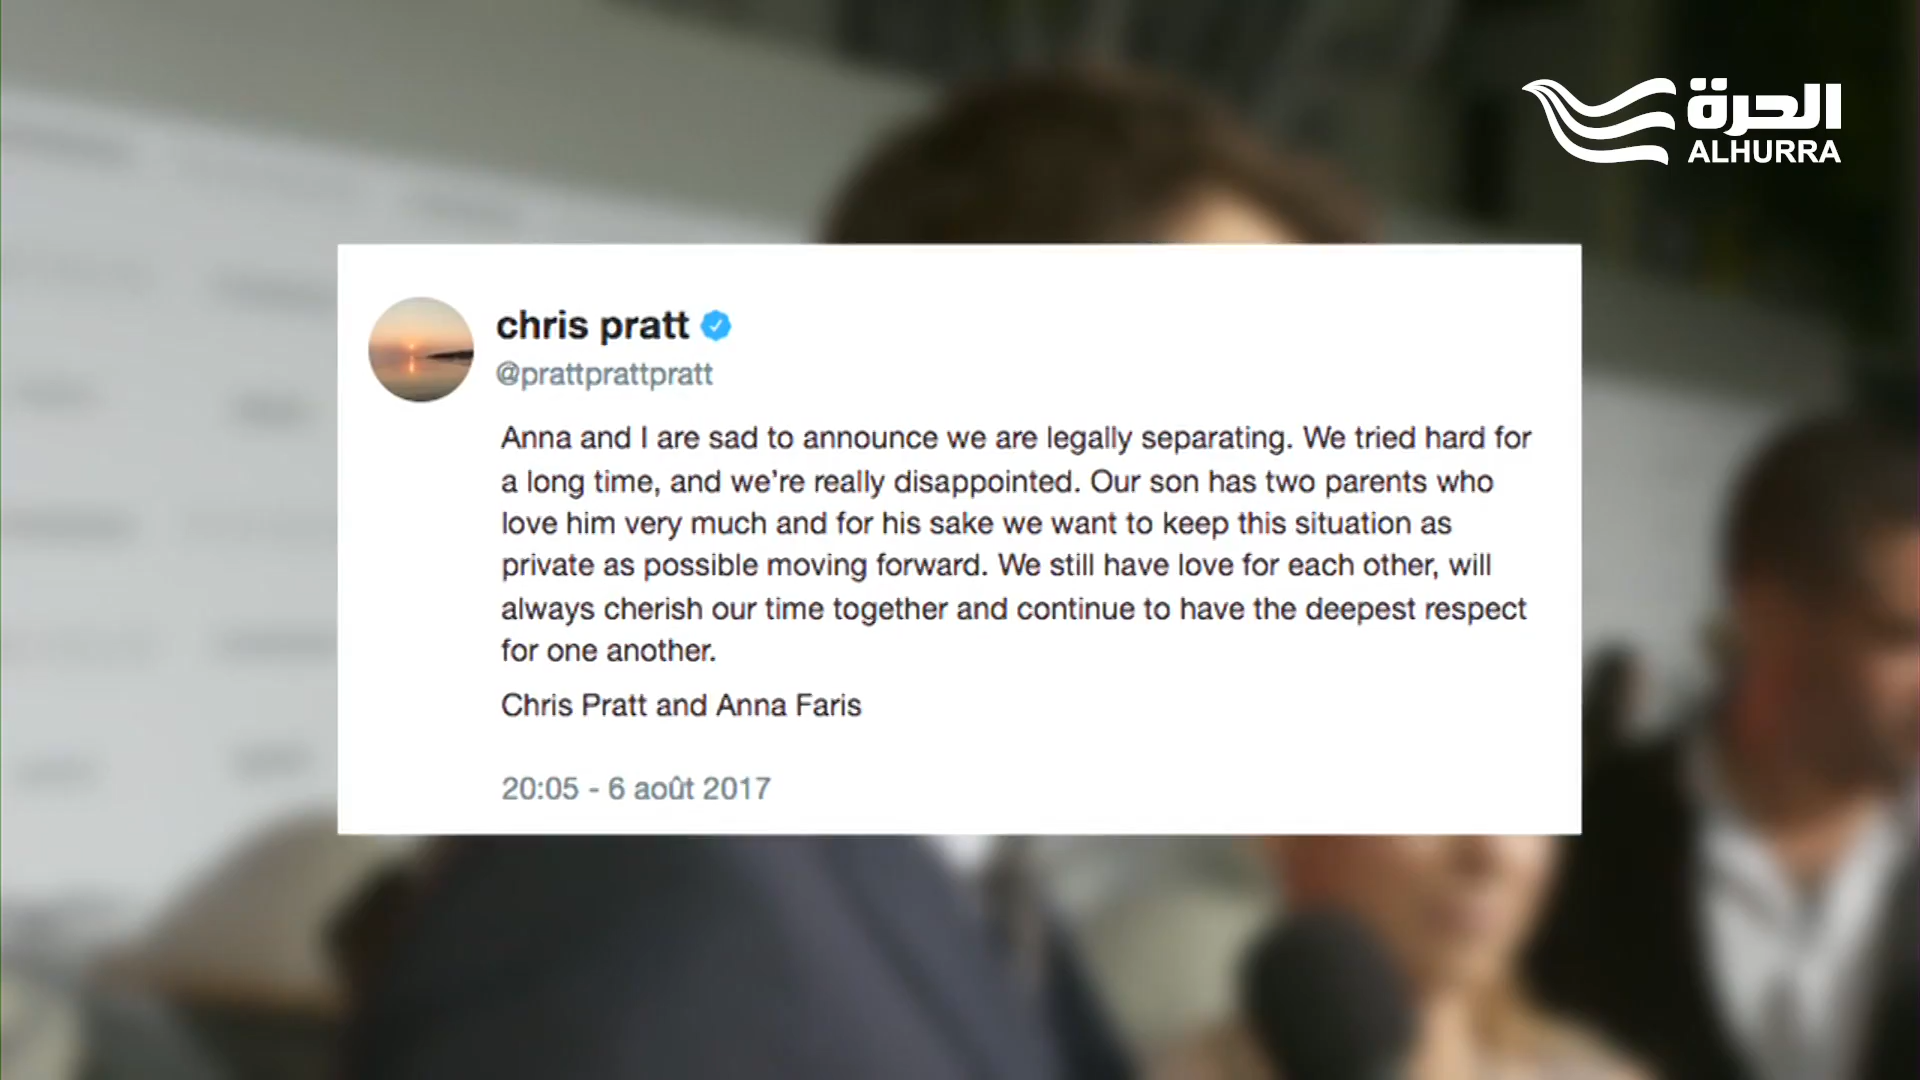 الحرة
ALHURRA
chris pratt
@prattprattpratt
Anna and I are sad to announce we are legally separating. We tried hard for
a long time, and we're really disappointed. Our son has two parents who
love him very much and for his sake we want to keep this situation as
private as possible moving forward. We still have love for each other, will
always cherish our time together and continue to have the deepest respect
for one another.
Chris Pratt and Anna Faris
20:05 - 6 août 2017